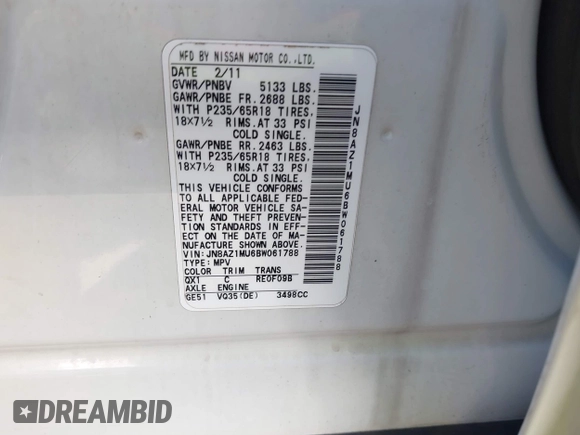 MFD BY NISSAN MOTOR CO.,LTD.
DATE 2/11
GVWR/PNBV 5133 LBS.
GAWR/PNBE FR. 2688 LBS.
WITH P235/65R18 TIRES,
18×7½ RIMS. AT 33 PSI
COLD SINGLE.
GAWR/PNBE RR. 2463 LBS.
WITH P235/65R18 TIRES,
18×7½ RIMS. AT 33 PSI
COLD SINGLE.
THIS VEHICLE CONFORMS
TO ALL APPLICABLE FED-
ERAL MOTOR VEHICLE SA-
FETY AND THEFT PREVEN-
TION STANDARDS IN EFF-
ECT ON THE DATE OF MA-
NUFACTURE SHOWN ABOVE.
VIN: JN8AZ1MU6BW061788
TYPE: MPV
COLOR TRIM TRANS
QX1 C RE0F09B
AXLE ENGINE
GE51 VQ35(DE) 3498CC
JN8AZ1MU6BW061788
DREAMBID